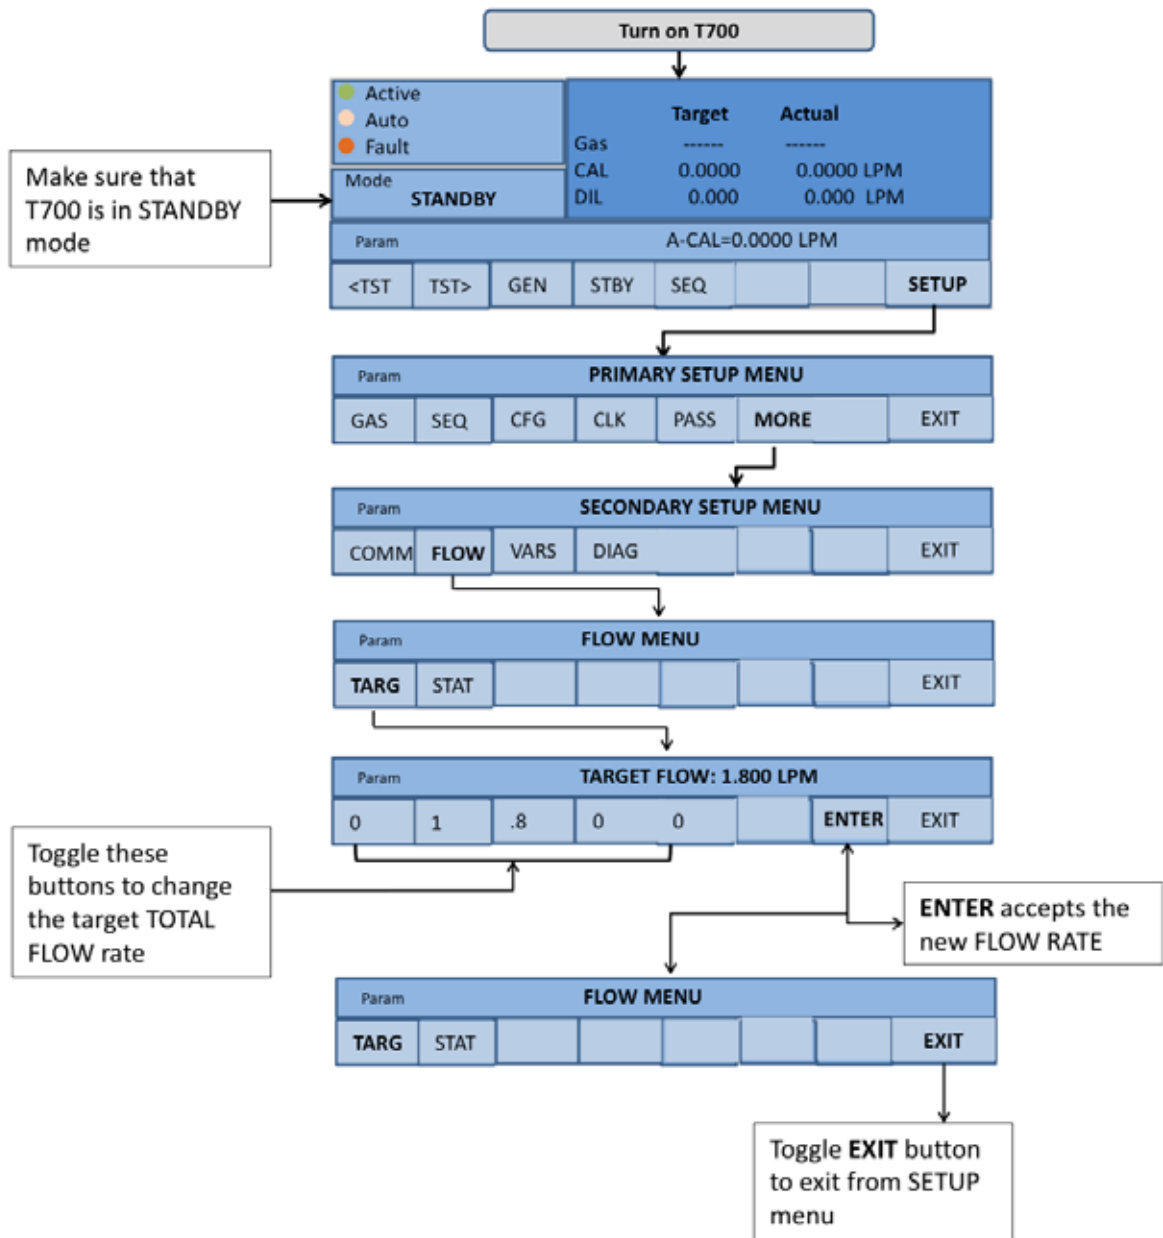 Turn on T700
Active
Auto
Fault
Target Actual
Gas ------ ------
CAL 0.0000 0.0000 LPM
DIL 0.000 0.000 LPM
Make sure that
T700 is in STANDBY
mode
Mode
STANDBY
Param A-CAL=0.0000 LPM
<TST TST> GEN STBY SEQ SETUP
Param PRIMARY SETUP MENU
GAS SEQ CFG CLK PASS MORE EXIT
Param SECONDARY SETUP MENU
COMM FLOW VARS DIAG EXIT
Param FLOW MENU
TARG STAT EXIT
Param TARGET FLOW: 1.800 LPM
0 1 .8 0 0 ENTER EXIT
Toggle these
buttons to change
the target TOTAL
FLOW rate
ENTER accepts the
new FLOW RATE
Param FLOW MENU
TARG STAT EXIT
Toggle EXIT button
to exit from SETUP
menu